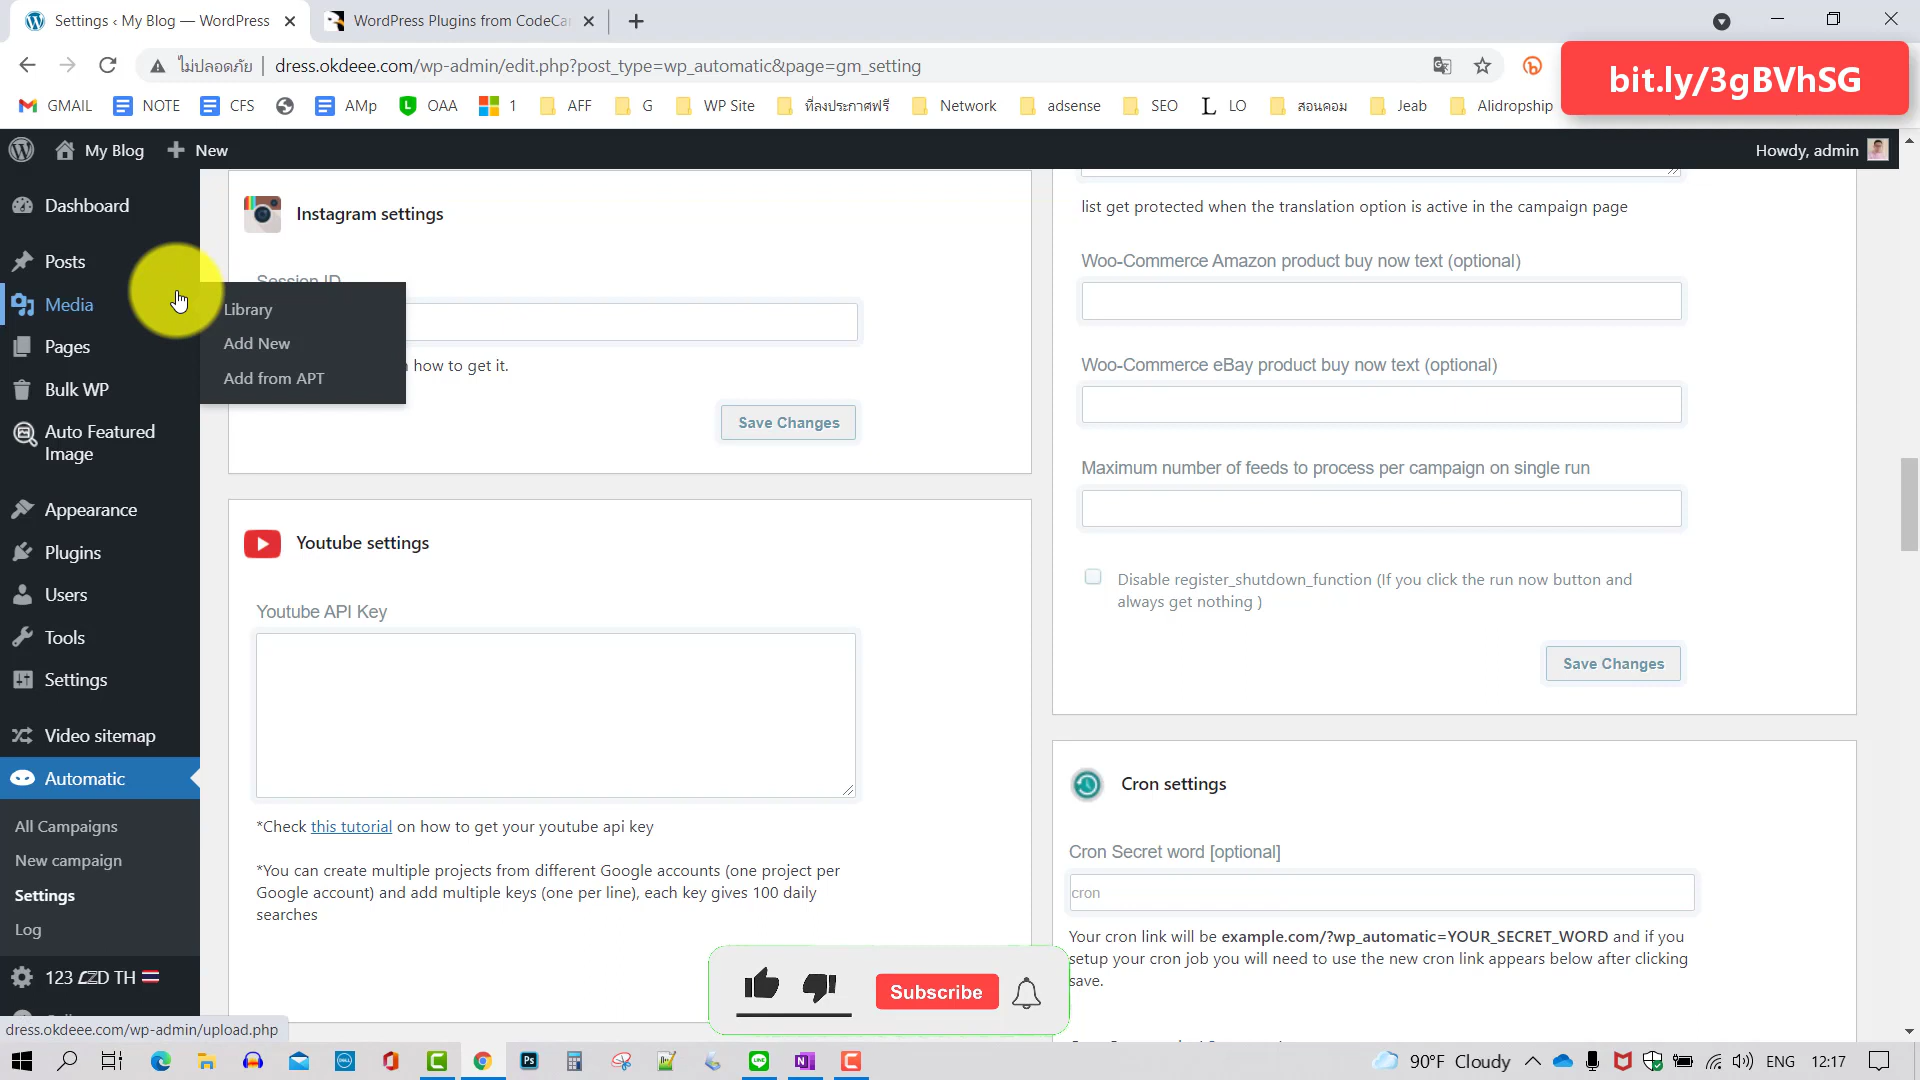 Settings ‹ My Blog — WordPress
WordPress Plugins from CodeCan
ไม่ปลอดภัย
dress.okdeee.com/wp-admin/edit.php?post_type=wp_automatic&page=gm_setting
bit.ly/3gBVhSG
GMAIL
NOTE
CFS
AMp
OAA
1
AFF
G
WP Site
ที่ลงประกาศฟรี
Network
adsense
SEO
L LO
สอนคอม
Jeab
Alidropship
My Blog
New
Howdy, admin
Dashboard
Posts
Media
Pages
Bulk WP
Auto Featured
Image
Appearance
Plugins
Users
Tools
Settings
Video sitemap
Automatic
All Campaigns
New campaign
Settings
Log
123 TH
dress.okdeee.com/wp-admin/upload.php
Library
Add New
Add from APT
Instagram settings
Session ID
how to get it.
Save Changes
Youtube settings
Youtube API Key
*Check this tutorial on how to get your youtube api key
*You can create multiple projects from different Google accounts (one project per
Google account) and add multiple keys (one per line), each key gives 100 daily
searches
list get protected when the translation option is active in the campaign page
Woo-Commerce Amazon product buy now text (optional)
Woo-Commerce eBay product buy now text (optional)
Maximum number of feeds to process per campaign on single run
Disable register_shutdown_function (If you click the run now button and
always get nothing )
Save Changes
Cron settings
Cron Secret word [optional]
cron
Your cron link will be example.com/?wp_automatic=YOUR_SECRET_WORD and if you
setup your cron job you will need to use the new cron link appears below after clicking
save.
Subscribe
90°F Cloudy
ENG
12:17